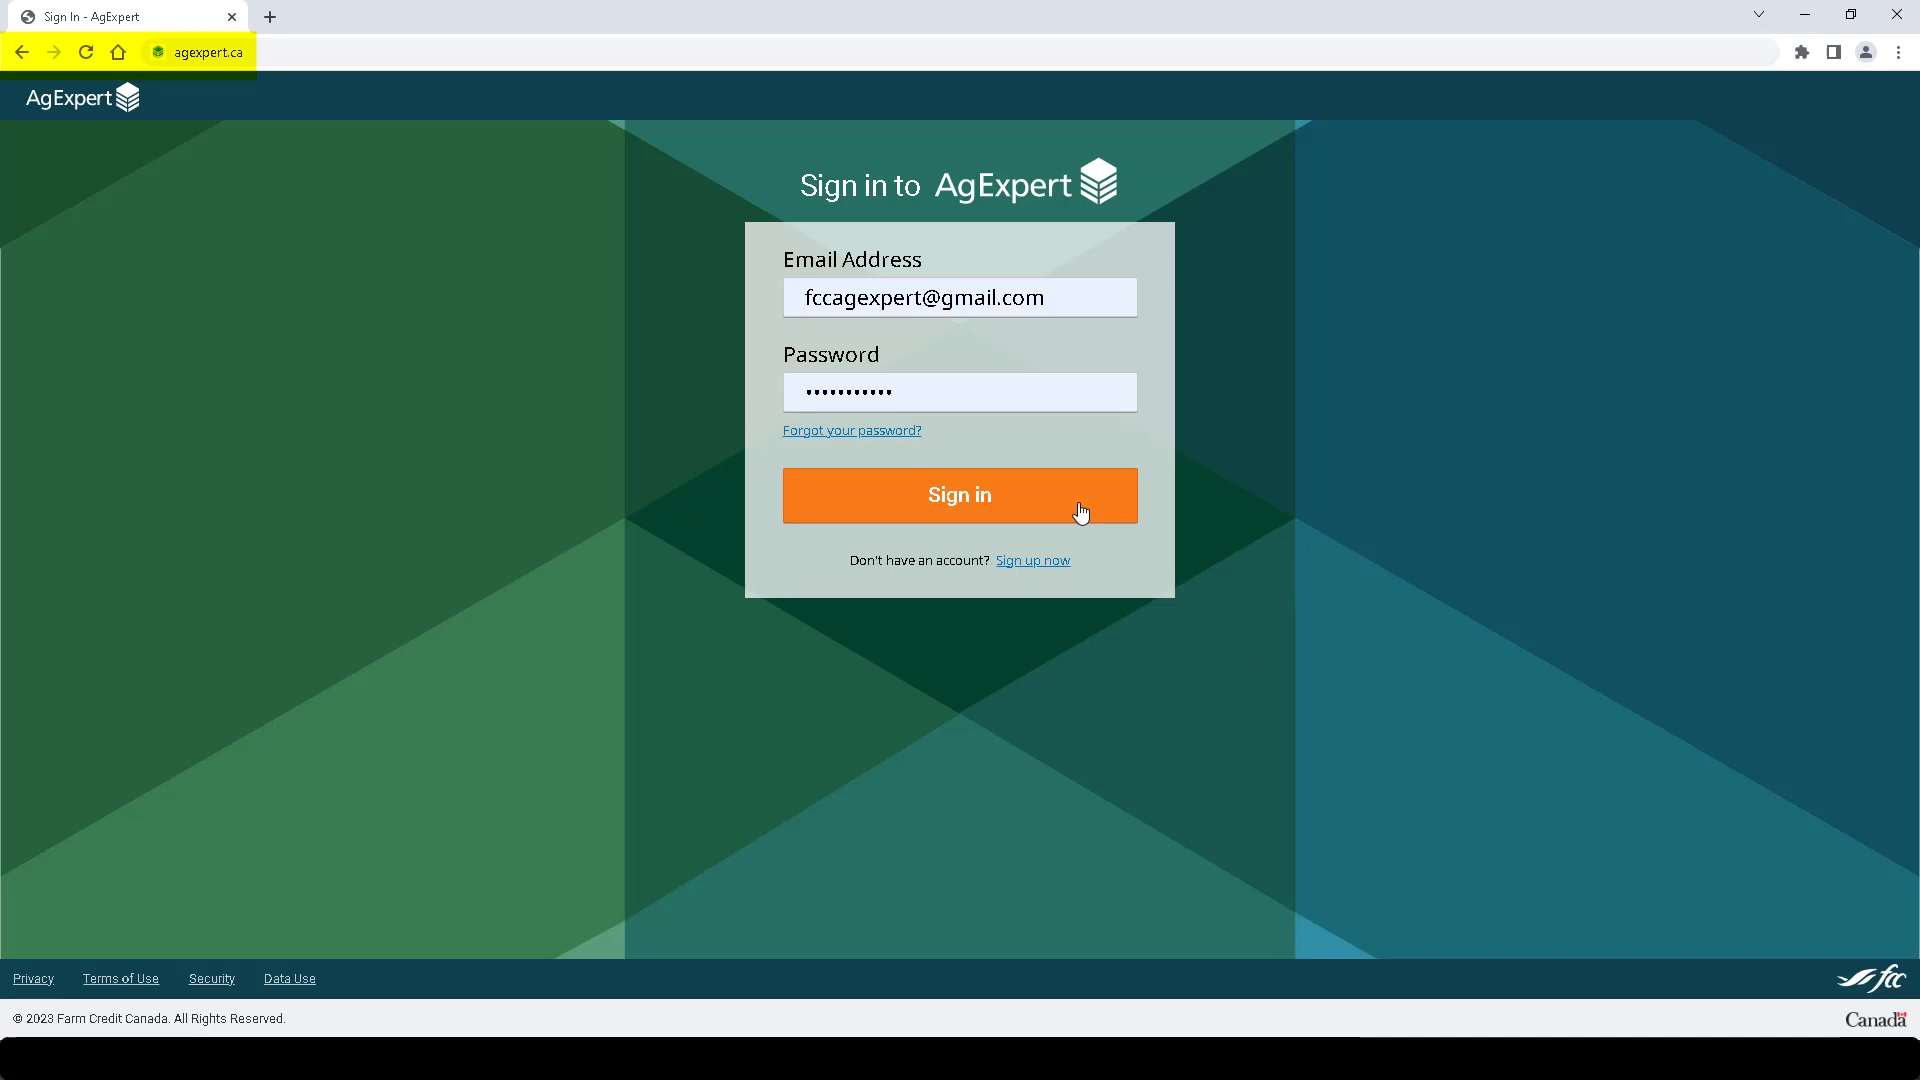 Sign In - AgExpert
agexpert.ca
AgExpert
Sign in to AgExpert
Email Address
fccagexpert@gmail.com
Password
•••••••••••
Forgot your password?
Sign in
Don't have an account? Sign up now
Privacy Terms of Use Security Data Use
fcc
© 2023 Farm Credit Canada. All Rights Reserved.
Canada